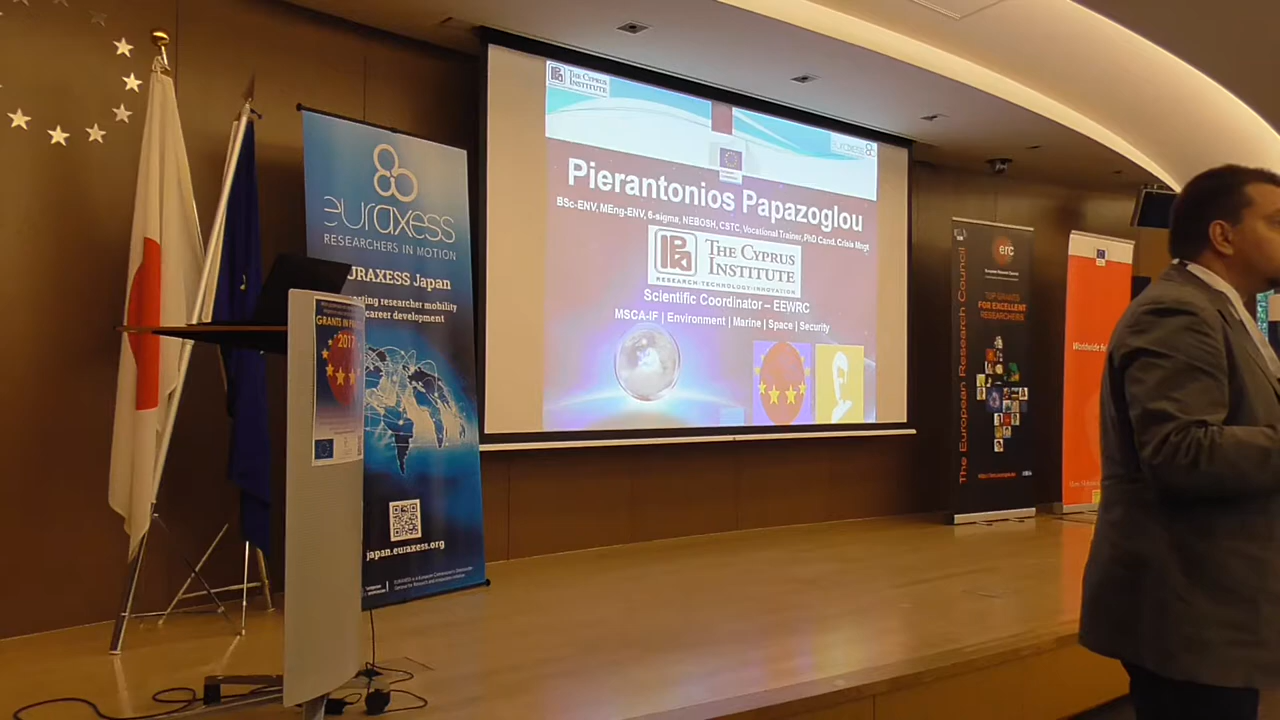 euraxess
RESEARCHERS IN MOTION
EURAXESS Japan
researcher mobility
career development
japan.euraxess.org
GRANTS IN
2017
THE CYPRUS
INSTITUTE
euraxess
Pierantonios Papazoglou
BSc-ENV, MEng-ENV, 6-sigma, NEBOSH, CSTC, Vocational Trainer, PhD Cand. Crisis Mngt
THE CYPRUS
INSTITUTE
RESEARCH·TECHNOLOGY·INNOVATION
Scientific Coordinator – EEWRC
MSCA-IF | Environment | Marine | Space | Security
The European Research Council
erc
European Research Council
TOP GRANTS
FOR EXCELLENT
RESEARCHERS
Worldwide